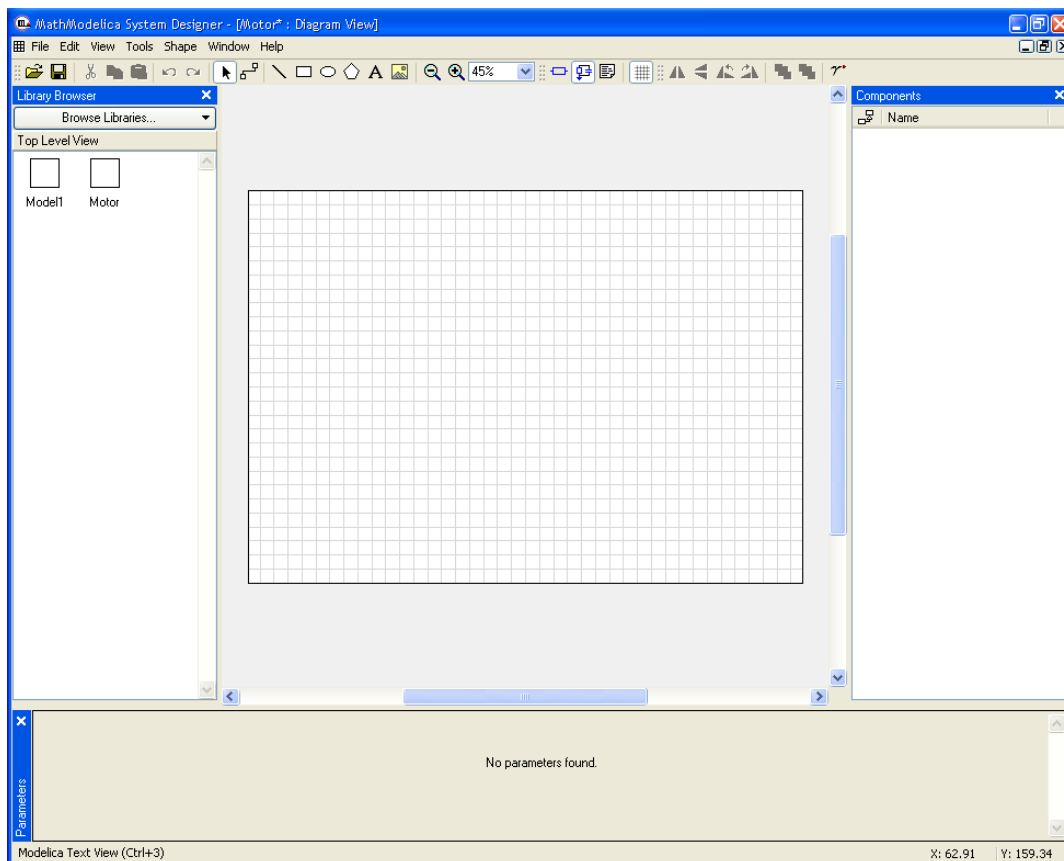 MathModelica System Designer - [Motor* : Diagram View]
File Edit View Tools Shape Window Help
A 45%
Library Browser
Browse Libraries...
Top Level View
Model1 Motor
Components
Name
No parameters found.
Parameters
Modelica Text View (Ctrl+3)
X: 62.91 Y: 159.34